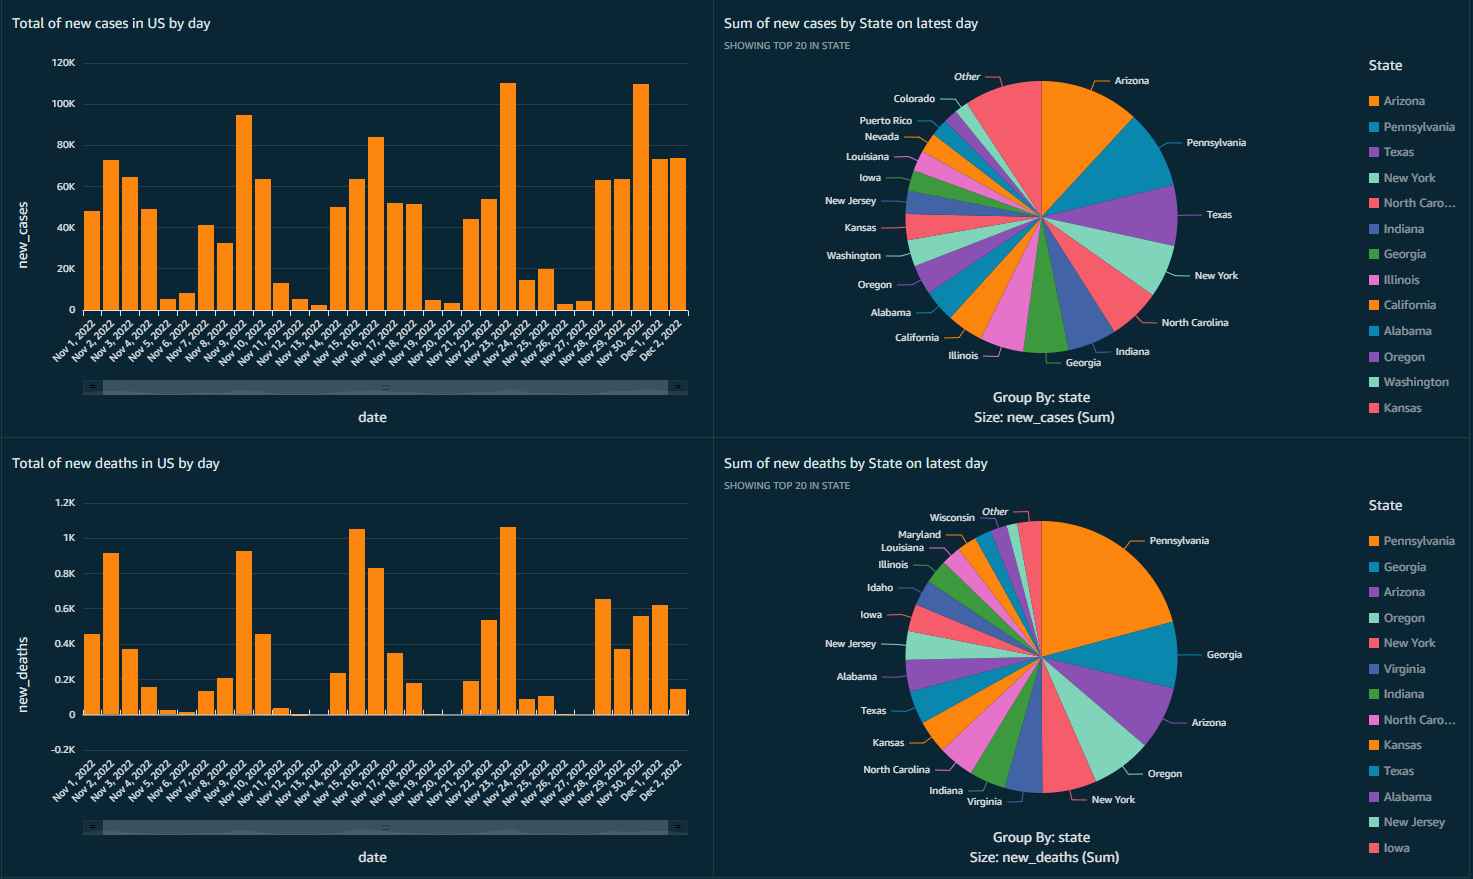 Total of new cases in US by day
120K
100K
80K
60K
40K
20K
0
new_cases
Nov 1, 2022
Nov 2, 2022
Nov 3, 2022
Nov 4, 2022
Nov 5, 2022
Nov 6, 2022
Nov 7, 2022
Nov 8, 2022
Nov 9, 2022
Nov 10, 2022
Nov 11, 2022
Nov 12, 2022
Nov 13, 2022
Nov 14, 2022
Nov 15, 2022
Nov 16, 2022
Nov 17, 2022
Nov 18, 2022
Nov 19, 2022
Nov 20, 2022
Nov 21, 2022
Nov 22, 2022
Nov 23, 2022
Nov 24, 2022
Nov 25, 2022
Nov 26, 2022
Nov 27, 2022
Nov 28, 2022
Nov 29, 2022
Nov 30, 2022
Dec 1, 2022
Dec 2, 2022
date
Sum of new cases by State on latest day
SHOWING TOP 20 IN STATE
Other
Arizona
Colorado
Puerto Rico
Pennsylvania
Nevada
Louisiana
Iowa
New Jersey
Texas
Kansas
Washington
New York
Oregon
Alabama
North Carolina
California
Indiana
Illinois
Georgia
Group By: state
Size: new_cases (Sum)
State
Arizona
Pennsylvania
Texas
New York
North Caro...
Indiana
Georgia
Illinois
California
Alabama
Oregon
Washington
Kansas
Total of new deaths in US by day
1.2K
1K
0.8K
0.6K
0.4K
0.2K
0
-0.2K
new_deaths
Nov 1, 2022
Nov 2, 2022
Nov 3, 2022
Nov 4, 2022
Nov 5, 2022
Nov 6, 2022
Nov 7, 2022
Nov 8, 2022
Nov 9, 2022
Nov 10, 2022
Nov 11, 2022
Nov 12, 2022
Nov 13, 2022
Nov 14, 2022
Nov 15, 2022
Nov 16, 2022
Nov 17, 2022
Nov 18, 2022
Nov 19, 2022
Nov 20, 2022
Nov 21, 2022
Nov 22, 2022
Nov 23, 2022
Nov 24, 2022
Nov 25, 2022
Nov 26, 2022
Nov 27, 2022
Nov 28, 2022
Nov 29, 2022
Nov 30, 2022
Dec 1, 2022
Dec 2, 2022
date
Sum of new deaths by State on latest day
SHOWING TOP 20 IN STATE
Other
Wisconsin
Maryland
Pennsylvania
Louisiana
Illinois
Idaho
Iowa
New Jersey
Georgia
Alabama
Texas
Arizona
Kansas
North Carolina
Oregon
Indiana
Virginia
New York
Group By: state
Size: new_deaths (Sum)
State
Pennsylvania
Georgia
Arizona
Oregon
New York
Virginia
Indiana
North Caro...
Kansas
Texas
Alabama
New Jersey
Iowa